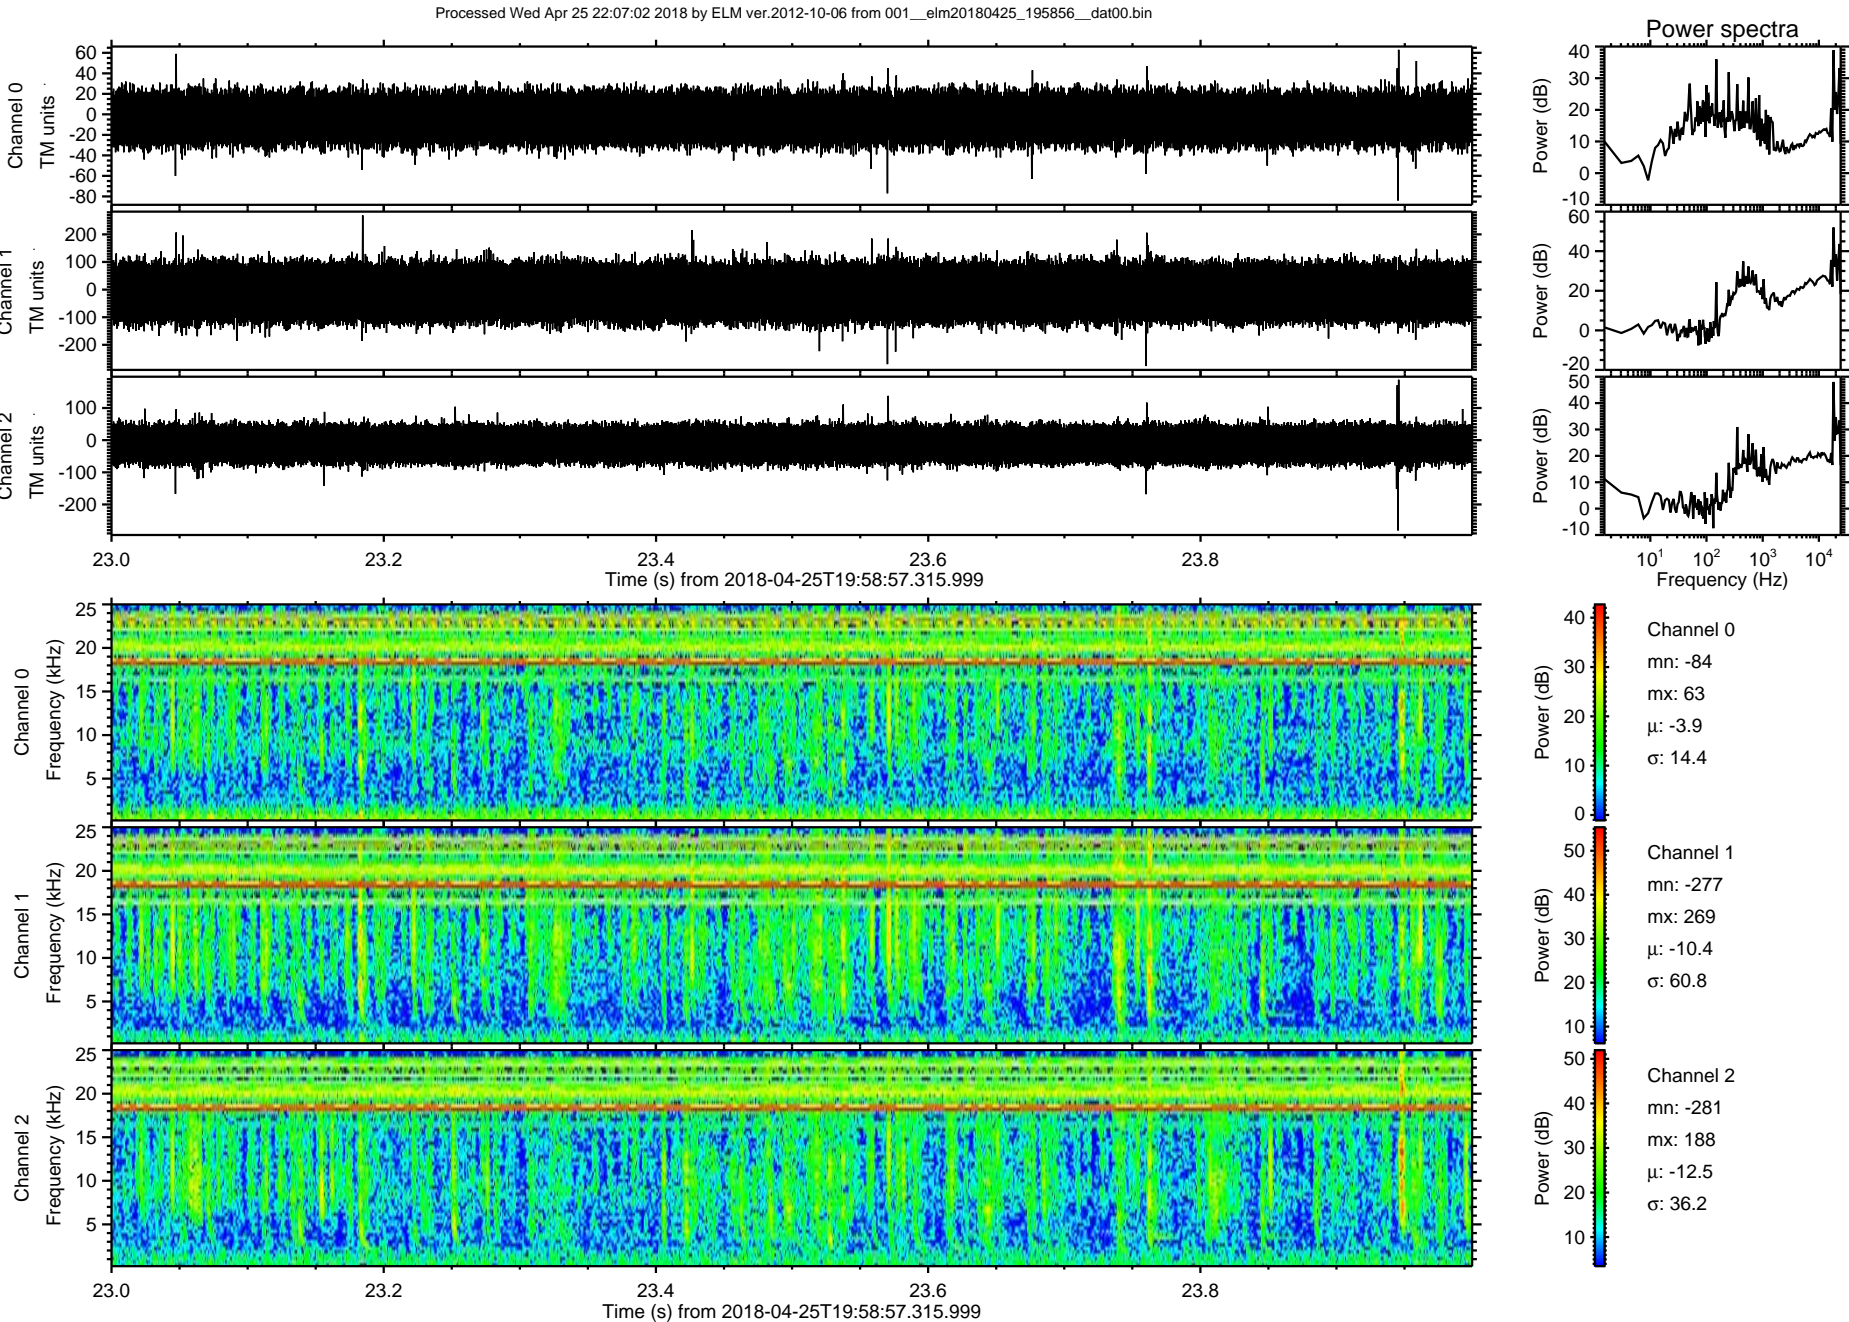 Processed Wed Apr 25 22:07:02 2018 by ELM ver.2012-10-06 from 001__elm20180425_195856__dat00.bin
Power spectra
Channel 0
TM units
60
40
20
0
-20
-40
-60
-80
Power (dB)
40
30
20
10
0
-10
Channel 1
TM units
200
100
0
-100
-200
Power (dB)
60
40
20
0
-20
Channel 2
TM units
100
0
-100
-200
Power (dB)
50
40
30
20
10
0
-10
23.0 23.2 23.4 23.6 23.8
Time (s) from 2018-04-25T19:58:57.315.999
10^1 10^2 10^3 10^4
Frequency (Hz)
Channel 0
Frequency (kHz)
25
20
15
10
5
Power (dB)
40
30
20
10
0
Channel 0
mn: -84
mx: 63
μ: -3.9
σ: 14.4
Channel 1
Frequency (kHz)
25
20
15
10
5
Power (dB)
50
40
30
20
10
Channel 1
mn: -277
mx: 269
μ: -10.4
σ: 60.8
Channel 2
Frequency (kHz)
25
20
15
10
5
Power (dB)
50
40
30
20
10
Channel 2
mn: -281
mx: 188
μ: -12.5
σ: 36.2
23.0 23.2 23.4 23.6 23.8
Time (s) from 2018-04-25T19:58:57.315.999